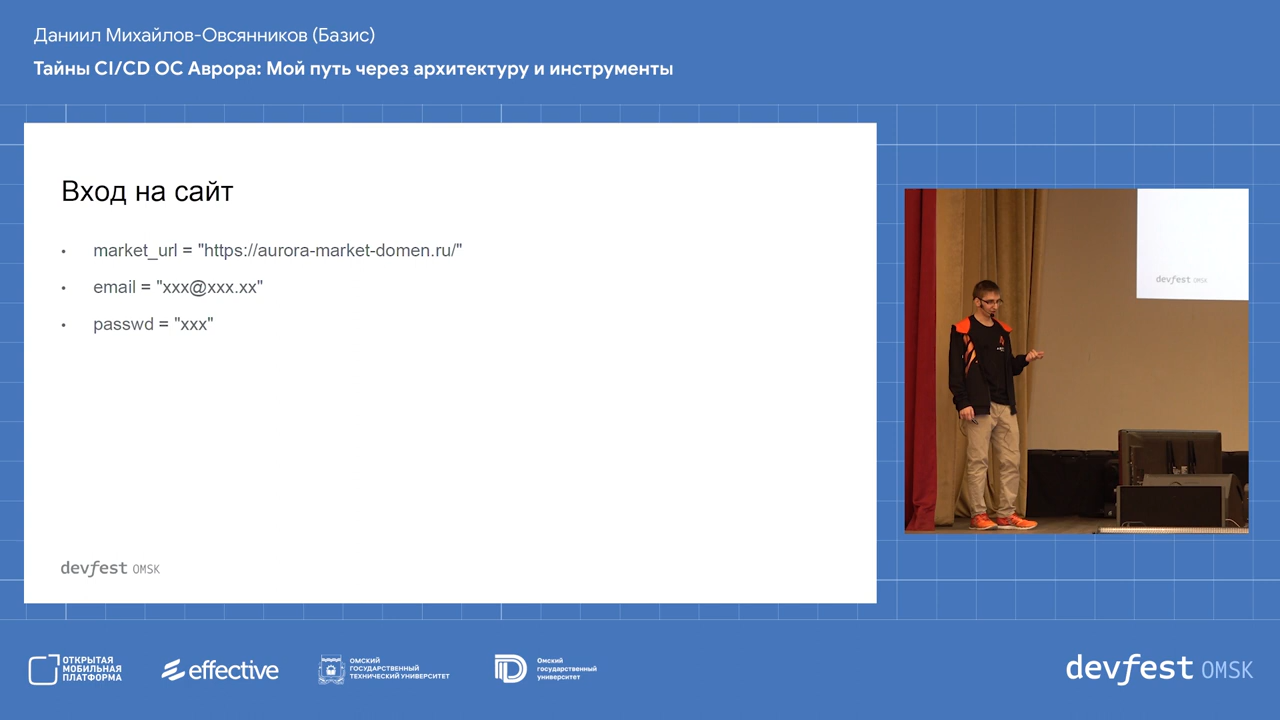 Даниил Михайлов-Овсянников (Базис)
Тайны CI/CD ОС Аврора: Мой путь через архитектуру и инструменты
Вход на сайт
• market_url = "https://aurora-market-domen.ru/"
• email = "xxx@xxx.xx"
• passwd = "xxx"
devfest OMSK
devfest OMSK
ОТКРЫТАЯ
МОБИЛЬНАЯ
ПЛАТФОРМА
effective
ОМСКИЙ
ГОСУДАРСТВЕННЫЙ
ТЕХНИЧЕСКИЙ УНИВЕРСИТЕТ
Омский
государственный
университет
devfest OMSK